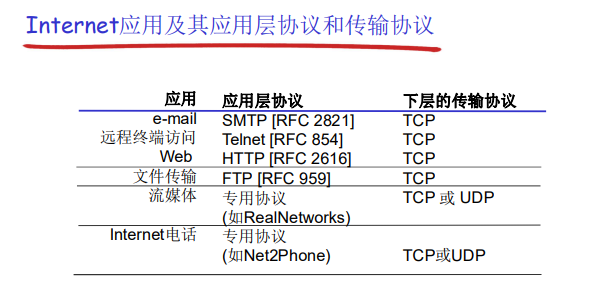 Internet应用及其应用层协议和传输协议
应用 应用层协议 下层的传输协议
e-mail SMTP [RFC 2821] TCP
远程终端访问 Telnet [RFC 854] TCP
Web HTTP [RFC 2616] TCP
文件传输 FTP [RFC 959] TCP
流媒体 专用协议 TCP 或 UDP
(如RealNetworks)
Internet电话 专用协议
(如Net2Phone) TCP或UDP